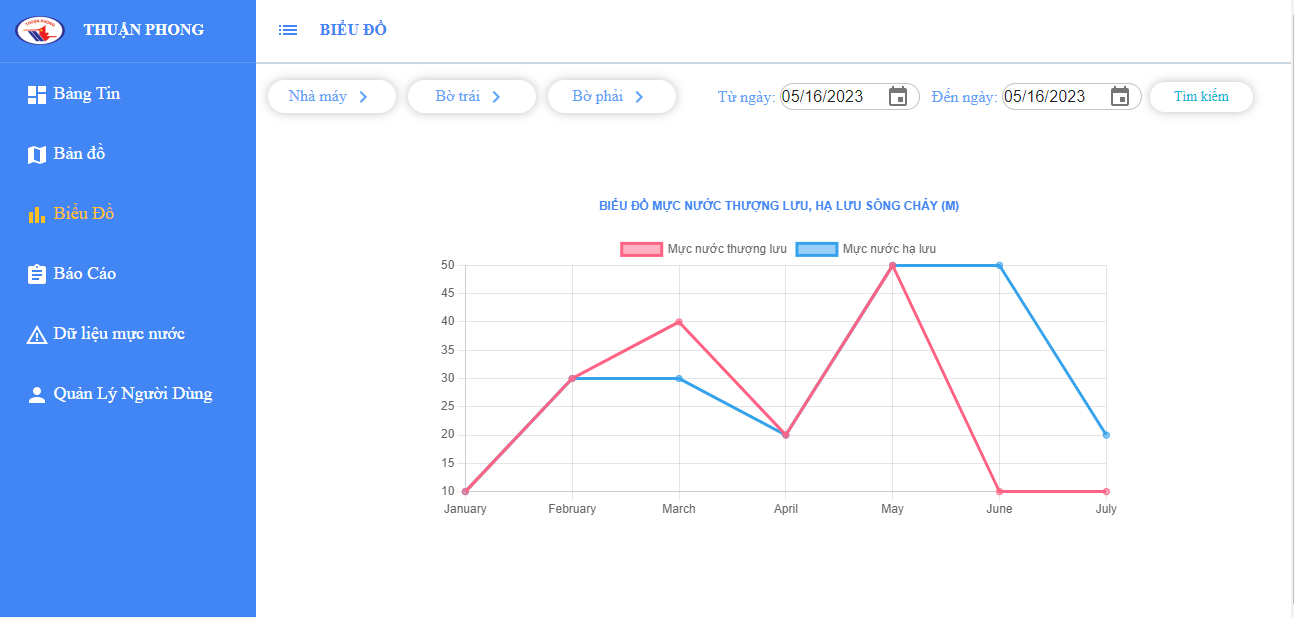 THUẬN PHONG
BIỂU ĐỒ
Bảng Tin
Bản đồ
Biểu Đồ
Báo Cáo
Dữ liệu mực nước
Quản Lý Người Dùng
Nhà máy
Bờ trái
Bờ phải
Từ ngày: 05/16/2023
Đến ngày: 05/16/2023
Tìm kiếm
BIỂU ĐỒ MỰC NƯỚC THƯỢNG LƯU, HẠ LƯU SÔNG CHẢY (M)
Mực nước thượng lưu
Mực nước hạ lưu
50
45
40
35
30
25
20
15
10
January February March April May June July